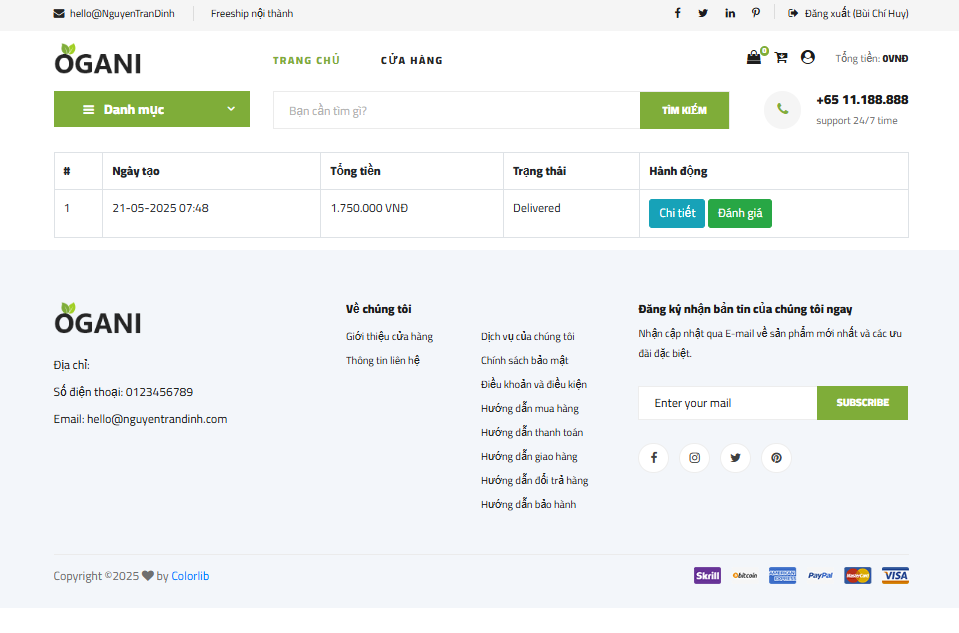 hello@NguyenTranDinh
Freeship nội thành
Đăng xuất (Bùi Chí Huy)
OGANI
TRANG CHỦ
CỬA HÀNG
0
Tổng tiền: 0VNĐ
Danh mục
Bạn cần tìm gì?
TÌM KIẾM
+65 11.188.888
support 24/7 time
# Ngày tạo Tổng tiền Trạng thái Hành động
1 21-05-2025 07:48 1.750.000 VNĐ Delivered Chi tiết Đánh giá
OGANI
Địa chỉ:
Số điện thoại: 0123456789
Email: hello@nguyentrandinh.com
Về chúng tôi
Giới thiệu cửa hàng
Thông tin liên hệ
Dịch vụ của chúng tôi
Chính sách bảo mật
Điều khoản và điều kiện
Hướng dẫn mua hàng
Hướng dẫn thanh toán
Hướng dẫn giao hàng
Hướng dẫn đổi trả hàng
Hướng dẫn bảo hành
Đăng ký nhận bản tin của chúng tôi ngay
Nhận cập nhật qua E-mail về sản phẩm mới nhất và các ưu
đãi đặc biệt.
Enter your mail
SUBSCRIBE
Copyright ©2025 by Colorlib
Skrill bitcoin AMERICAN EXPRESS PayPal MasterCard VISA